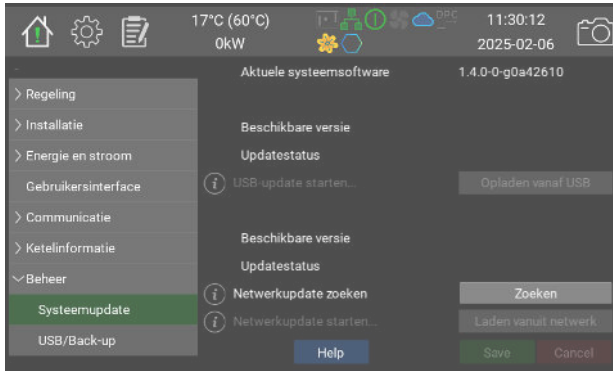 17°C (60°C)
0kW
DEC
11:30:12
2025-02-06
Aktuele systeemsoftware 1.4.0-0-g0a42610
> Regeling
> Installatie
Beschikbare versie
> Energie en stroom
Updatestatus
Gebruikersinterface
USB-update starten... Opladen vanaf USB
> Communicatie
> Ketelinformatie
Beschikbare versie
Beheer
Updatestatus
Netwerkupdate zoeken Zoeken
Systeemupdate
Netwerkupdate starten... Laden vanuit netwerk
USB/Back-up
Help Save Cancel